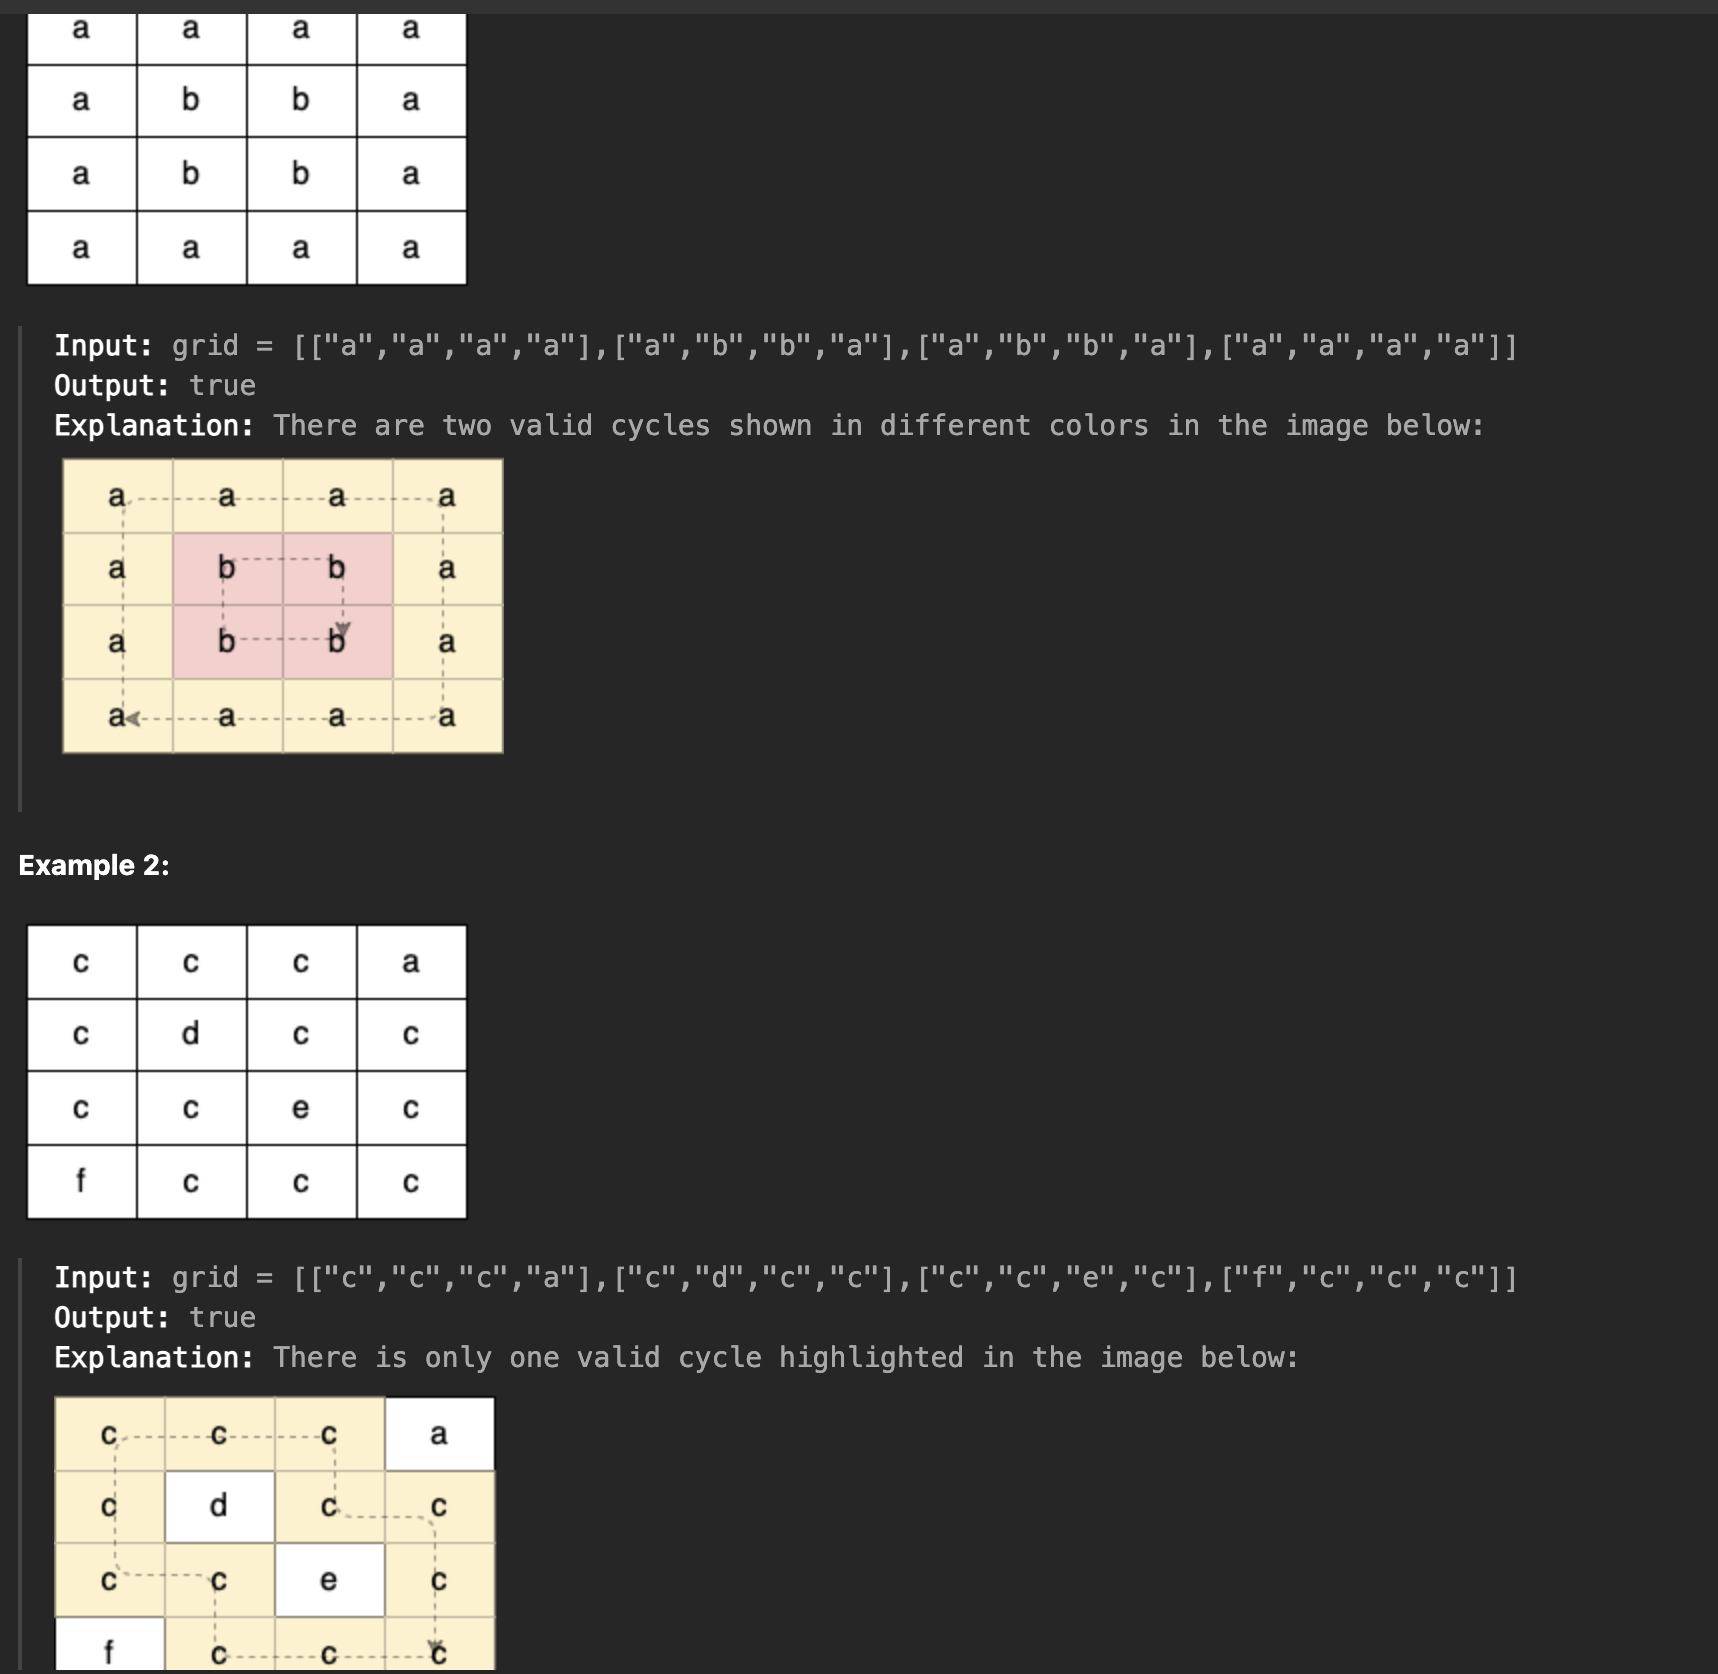 a a a a
a b b a
a b b a
a a a a
Input: grid = [["a","a","a","a"],["a","b","b","a"],["a","b","b","a"],["a","a","a","a"]]
Output: true
Explanation: There are two valid cycles shown in different colors in the image below:
a a a a
a b b a
a b b a
a a a a
Example 2:
c c c a
c d c c
c c e c
f c c c
Input: grid = [["c","c","c","a"],["c","d","c","c"],["c","c","e","c"],["f","c","c","c"]]
Output: true
Explanation: There is only one valid cycle highlighted in the image below:
c c c a
c d c c
c c e c
f c c c